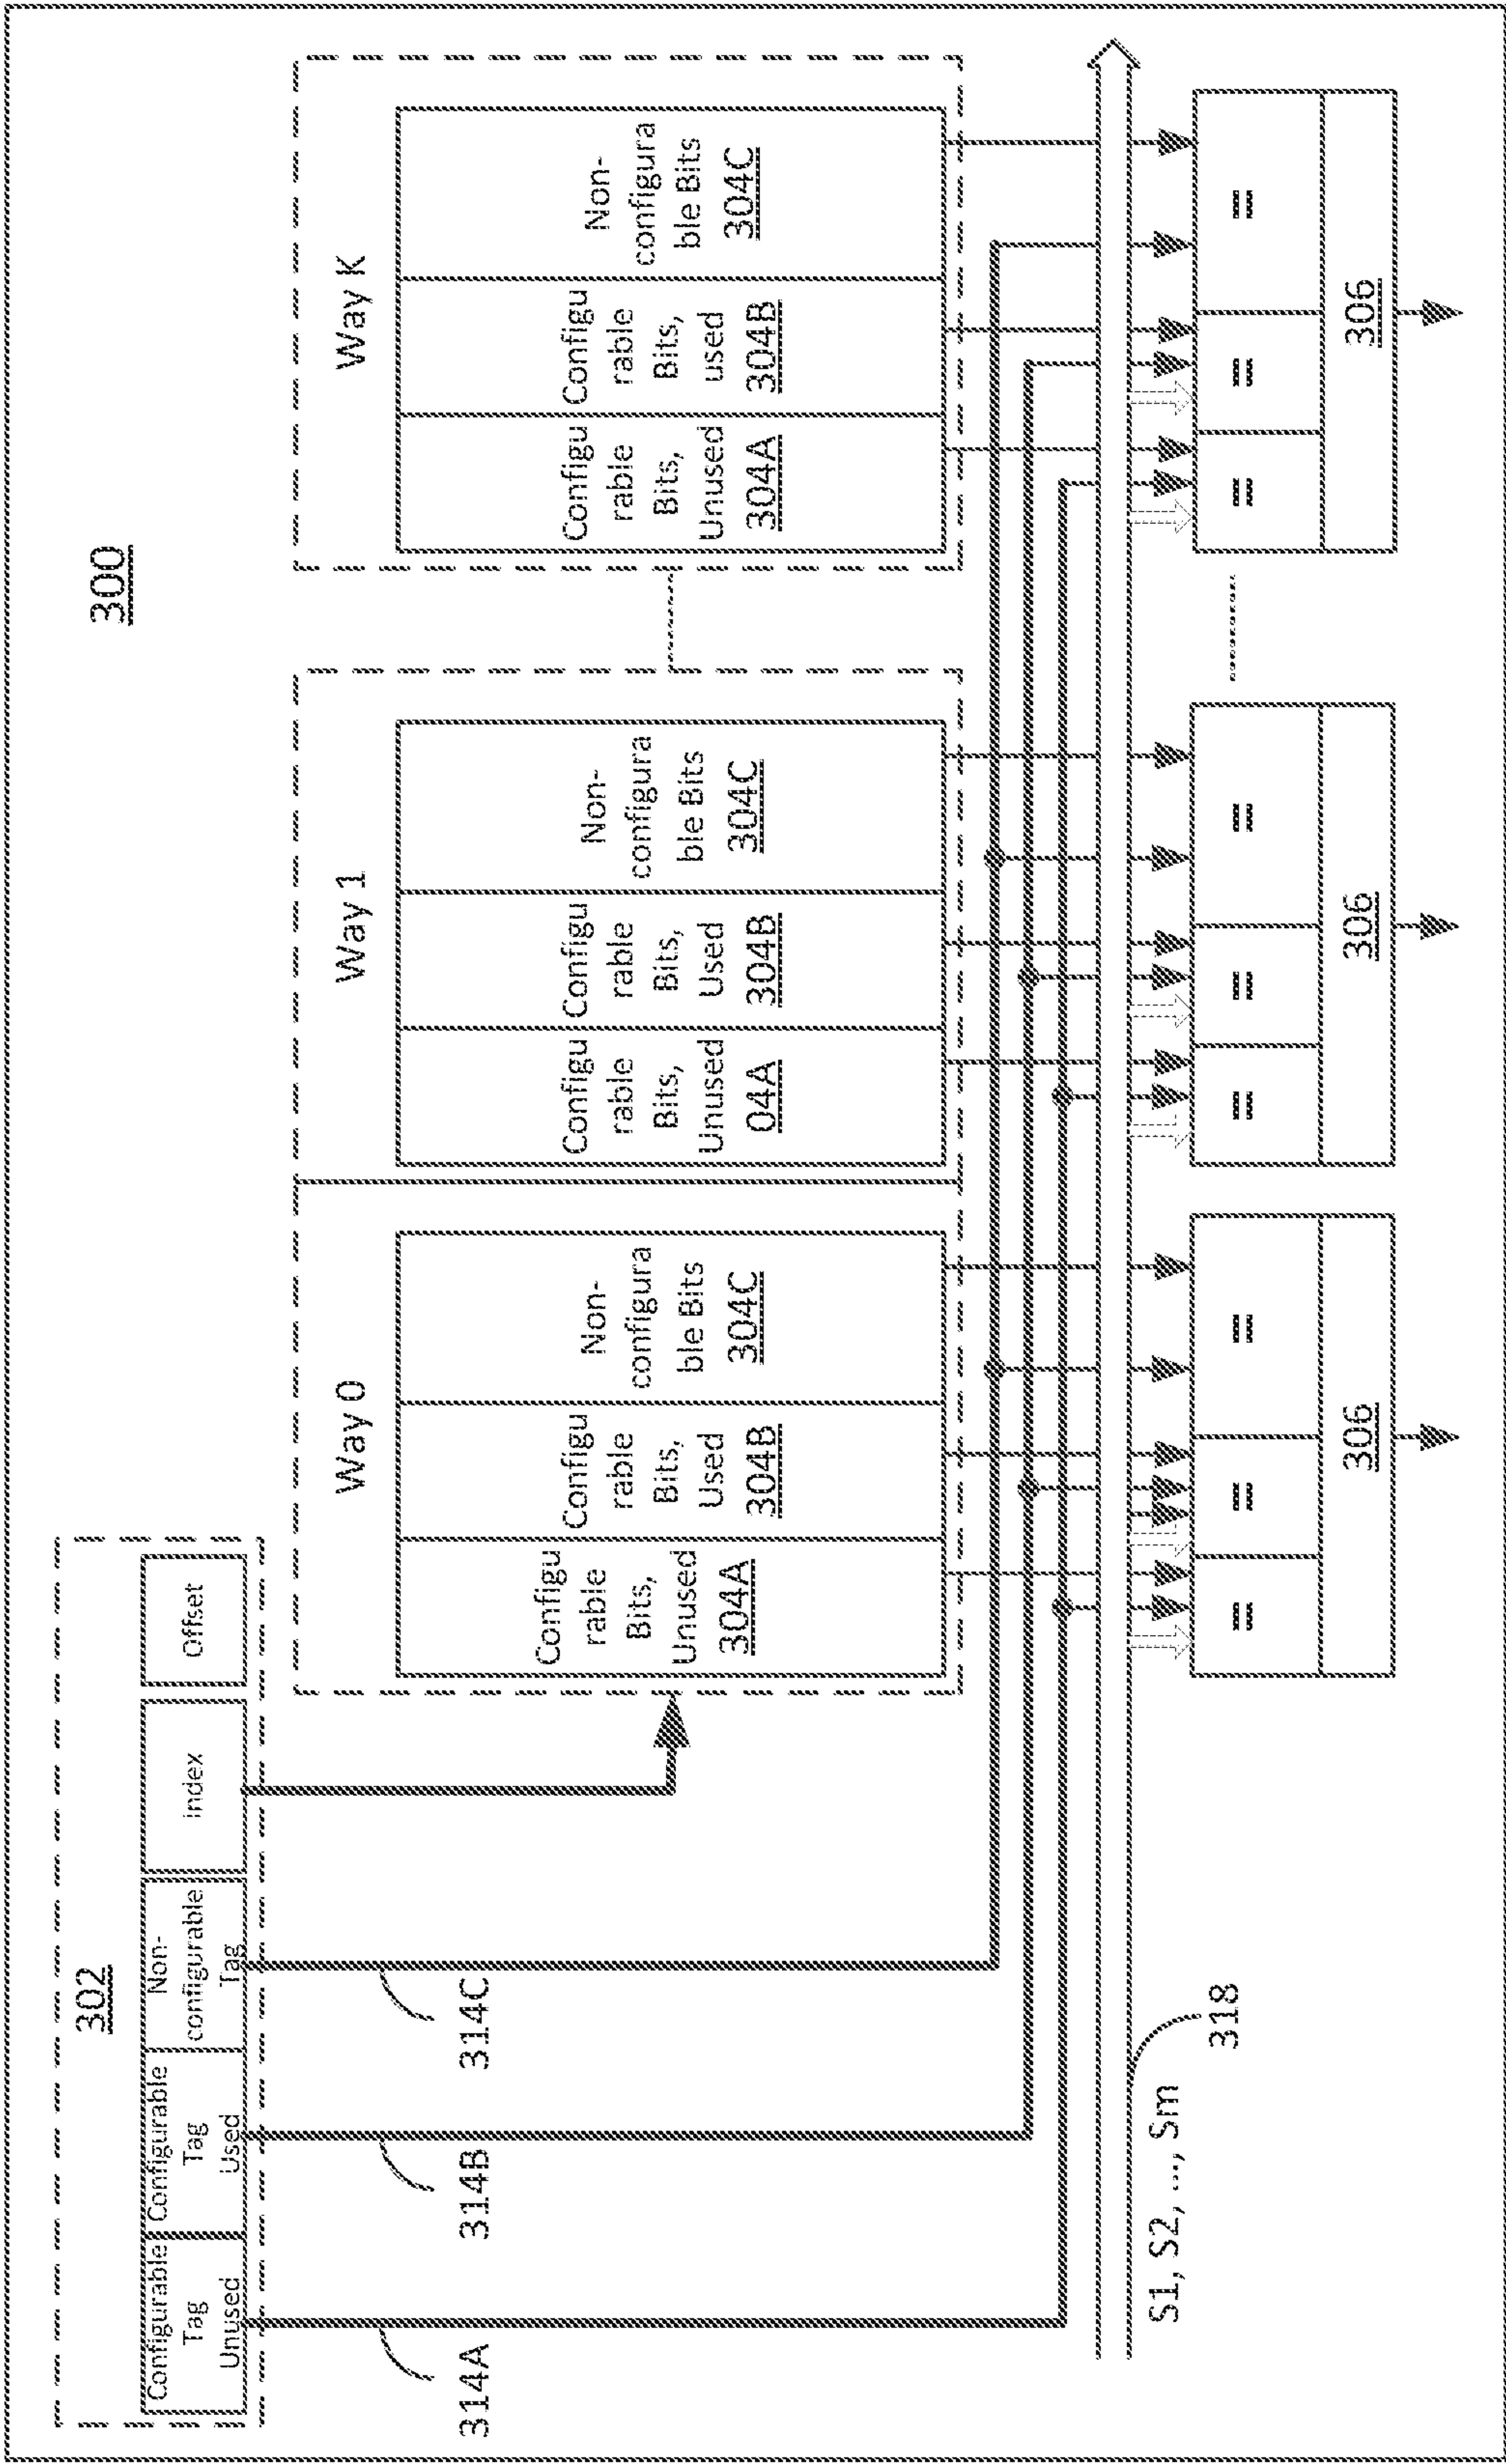 300
302
Configurable
Tag
Unused
Configurable
Tag
Used
Non-
configurable
Tag
Index
Offset
314A
314B
314C
Way 0
Configu
rable
Bits,
Unused
304A
Configu
rable
Bits,
Used
304B
Non-
configura
ble Bits
304C
Way 1
Configu
rable
Bits,
Unused
04A
Configu
rable
Bits,
Used
304B
Non-
configura
ble Bits
304C
Way K
Configu
rable
Bits,
Unused
304A
Configu
rable
Bits,
used
304B
Non-
configura
ble Bits
304C
S1, S2, ..., Sm
318
=
=
=
306
=
=
=
306
=
=
=
306